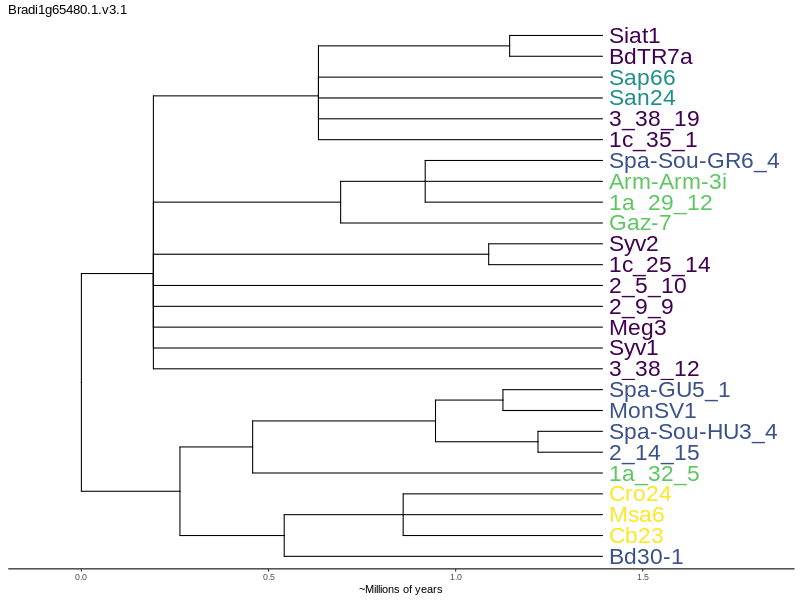 Bradi1g65480.1.v3.1
Siat1
BdTR7a
Sap66
San24
3_38_19
1c_35_1
Spa-Sou-GR6_4
Arm-Arm-3i
1a_29_12
Gaz-7
Syv2
1c_25_14
2_5_10
2_9_9
Meg3
Syv1
3_38_12
Spa-GU5_1
MonSV1
Spa-Sou-HU3_4
2_14_15
1a_32_5
Cro24
Msa6
Cb23
Bd30-1
0.0 0.5 1.0 1.5
~Millions of years